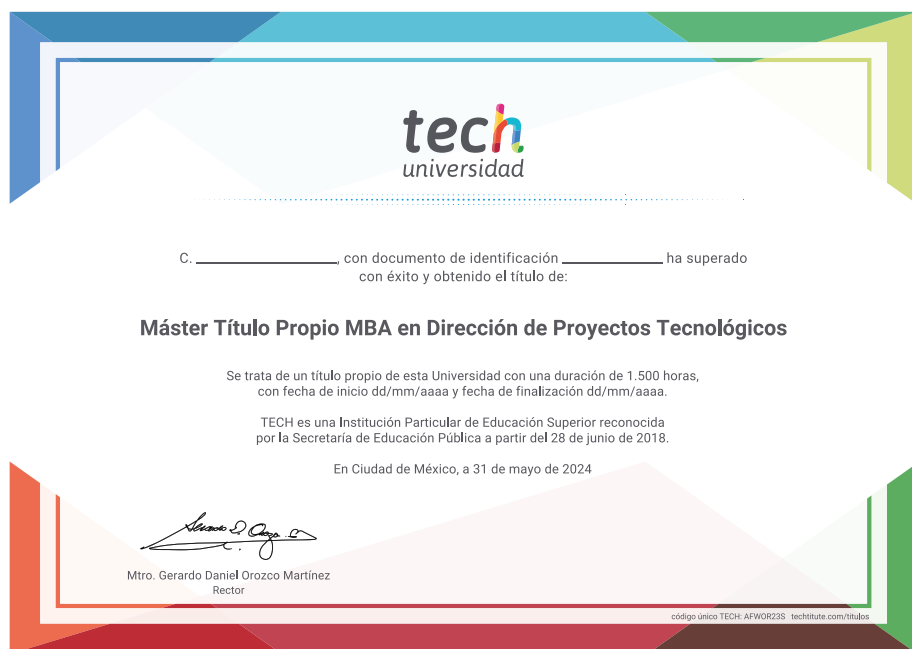 tech
universidad
C. ____________, con documento de identificación ____________ ha superado
con éxito y obtenido el título de:
Máster Título Propio MBA en Dirección de Proyectos Tecnológicos
Se trata de un título propio de esta Universidad con una duración de 1.500 horas,
con fecha de inicio dd/mm/aaaa y fecha de finalización dd/mm/aaaa.
TECH es una Institución Particular de Educación Superior reconocida
por la Secretaría de Educación Pública a partir del 28 de junio de 2018.
En Ciudad de México, a 31 de mayo de 2024
Mtro. Gerardo Daniel Orozco Martínez
Rector
código único TECH: AFWOR23S techtitute.com/titulos